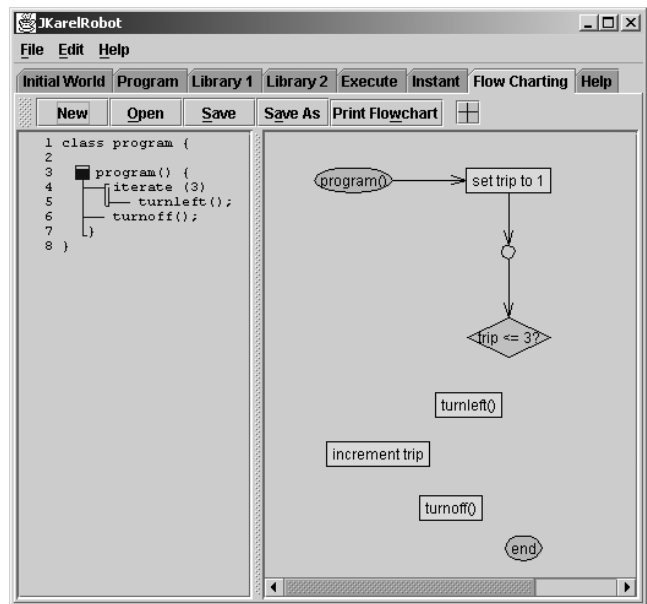 JKarelRobot
File Edit Help
Initial World Program Library 1 Library 2 Execute Instant Flow Charting Help
New Open Save Save As Print Flowchart
1 class program {
2
3 program() {
4 iterate (3)
5 turnleft();
6 turnoff();
7 }
8 }
program()
set trip to 1
trip <= 3?
turnleft()
increment trip
turnoff()
end